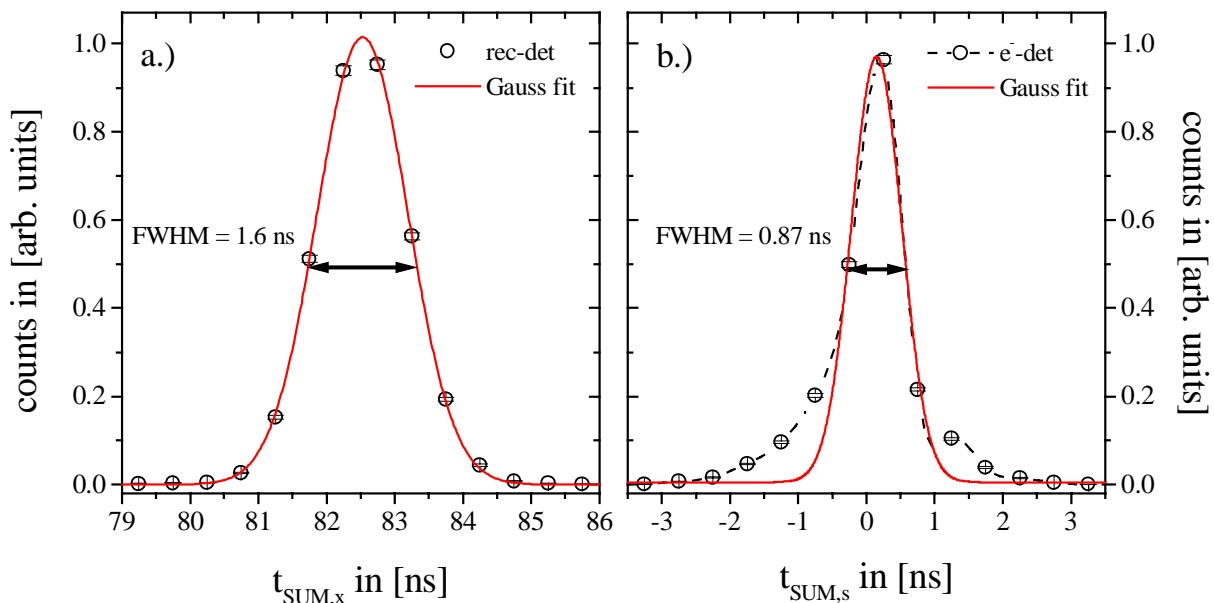 a.)
rec-det
Gauss fit
FWHM = 1.6 ns
counts in [arb. units]
1.0
0.8
0.6
0.4
0.2
0.0
79 80 81 82 83 84 85 86
t_SUM,x in [ns]
b.)
e⁻-det
Gauss fit
FWHM = 0.87 ns
counts in [arb. units]
1.0
0.8
0.6
0.4
0.2
0.0
-3 -2 -1 0 1 2 3
t_SUM,s in [ns]